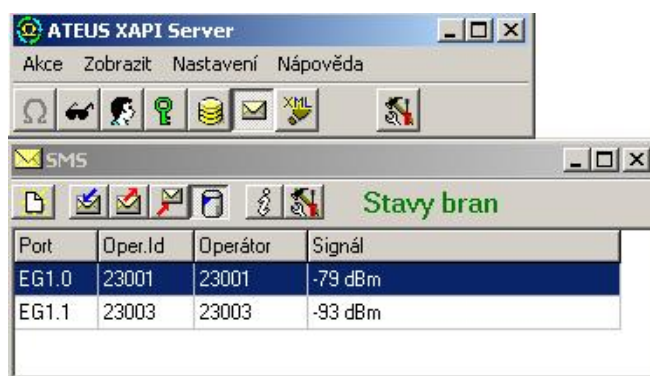 ATEUS XAPI Server
Akce Zobrazit Nastavení Nápověda
XML
SMS
Stavy bran
Port Oper.Id Operátor Signál
EG1.0 23001 23001 -79 dBm
EG1.1 23003 23003 -93 dBm